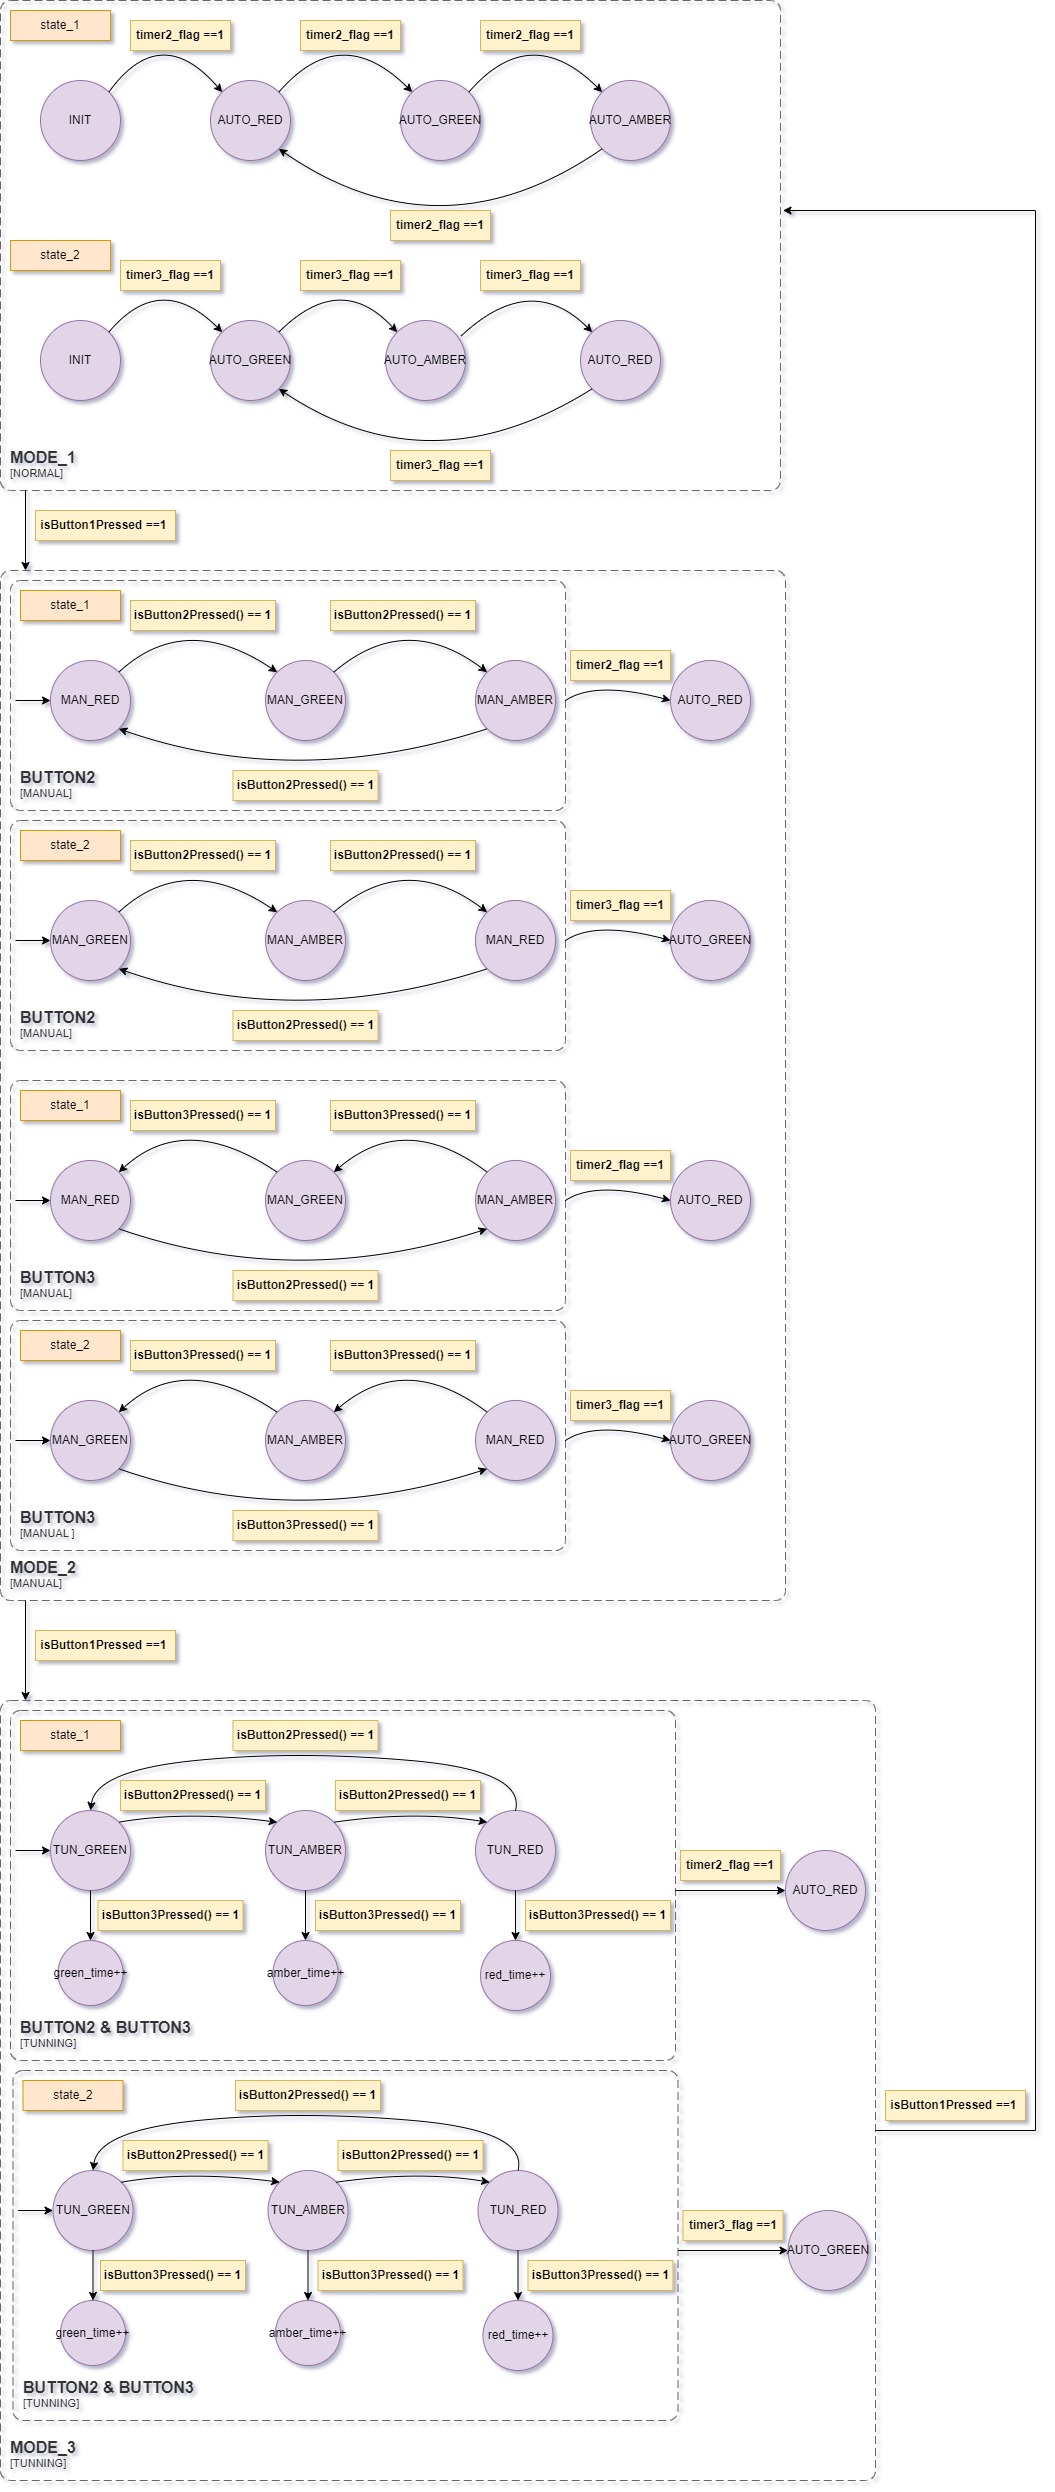 state_1
timer2_flag ==1
timer2_flag ==1
timer2_flag ==1
INIT
AUTO_RED
AUTO_GREEN
AUTO_AMBER
timer2_flag ==1
state_2
timer3_flag ==1
timer3_flag ==1
timer3_flag ==1
INIT
AUTO_GREEN
AUTO_AMBER
AUTO_RED
timer3_flag ==1
MODE_1
[NORMAL]
isButton1Pressed ==1
state_1
isButton2Pressed() == 1
isButton2Pressed() == 1
timer2_flag ==1
MAN_RED
MAN_GREEN
MAN_AMBER
AUTO_RED
isButton2Pressed() == 1
BUTTON2
[MANUAL]
state_2
isButton2Pressed() == 1
isButton2Pressed() == 1
timer3_flag ==1
MAN_GREEN
MAN_AMBER
MAN_RED
AUTO_GREEN
isButton2Pressed() == 1
BUTTON2
[MANUAL]
state_1
isButton3Pressed() == 1
isButton3Pressed() == 1
timer2_flag ==1
MAN_RED
MAN_GREEN
MAN_AMBER
AUTO_RED
isButton2Pressed() == 1
BUTTON3
[MANUAL]
state_2
isButton3Pressed() == 1
isButton3Pressed() == 1
timer3_flag ==1
MAN_GREEN
MAN_AMBER
MAN_RED
AUTO_GREEN
isButton3Pressed() == 1
BUTTON3
[MANUAL ]
MODE_2
[MANUAL]
isButton1Pressed ==1
state_1
isButton2Pressed() == 1
isButton2Pressed() == 1
isButton2Pressed() == 1
TUN_GREEN
TUN_AMBER
TUN_RED
timer2_flag ==1
AUTO_RED
isButton3Pressed() == 1
isButton3Pressed() == 1
isButton3Pressed() == 1
green_time++
amber_time++
red_time++
BUTTON2 & BUTTON3
[TUNNING]
state_2
isButton2Pressed() == 1
isButton1Pressed ==1
isButton2Pressed() == 1
isButton2Pressed() == 1
TUN_GREEN
TUN_AMBER
TUN_RED
timer3_flag ==1
AUTO_GREEN
isButton3Pressed() == 1
isButton3Pressed() == 1
isButton3Pressed() == 1
green_time++
amber_time++
red_time++
BUTTON2 & BUTTON3
[TUNNING]
MODE_3
[TUNNING]